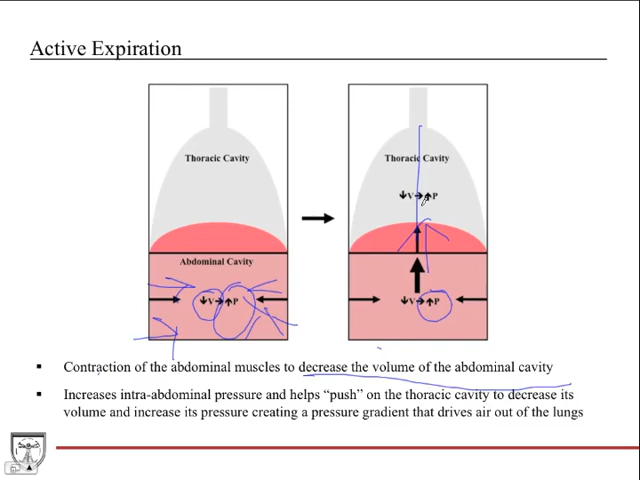 Active Expiration
Thoracic Cavity
Abdominal Cavity
↓V→↑P
Thoracic Cavity
↓V→↑P
↓V→↑P
▪ Contraction of the abdominal muscles to decrease the volume of the abdominal cavity
▪ Increases intra-abdominal pressure and helps “push” on the thoracic cavity to decrease its
volume and increase its pressure creating a pressure gradient that drives air out of the lungs